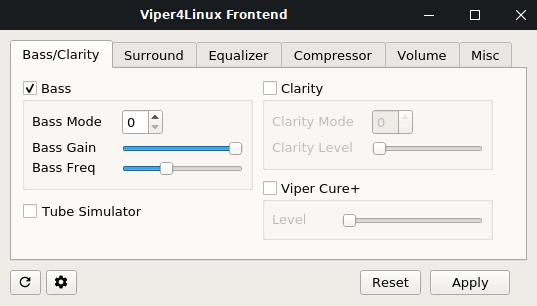 Viper4Linux Frontend
Bass/Clarity Surround Equalizer Compressor Volume Misc
Bass
Bass Mode 0
Bass Gain
Bass Freq
Tube Simulator
Clarity
Clarity Mode 0
Clarity Level
Viper Cure+
Level
Reset Apply